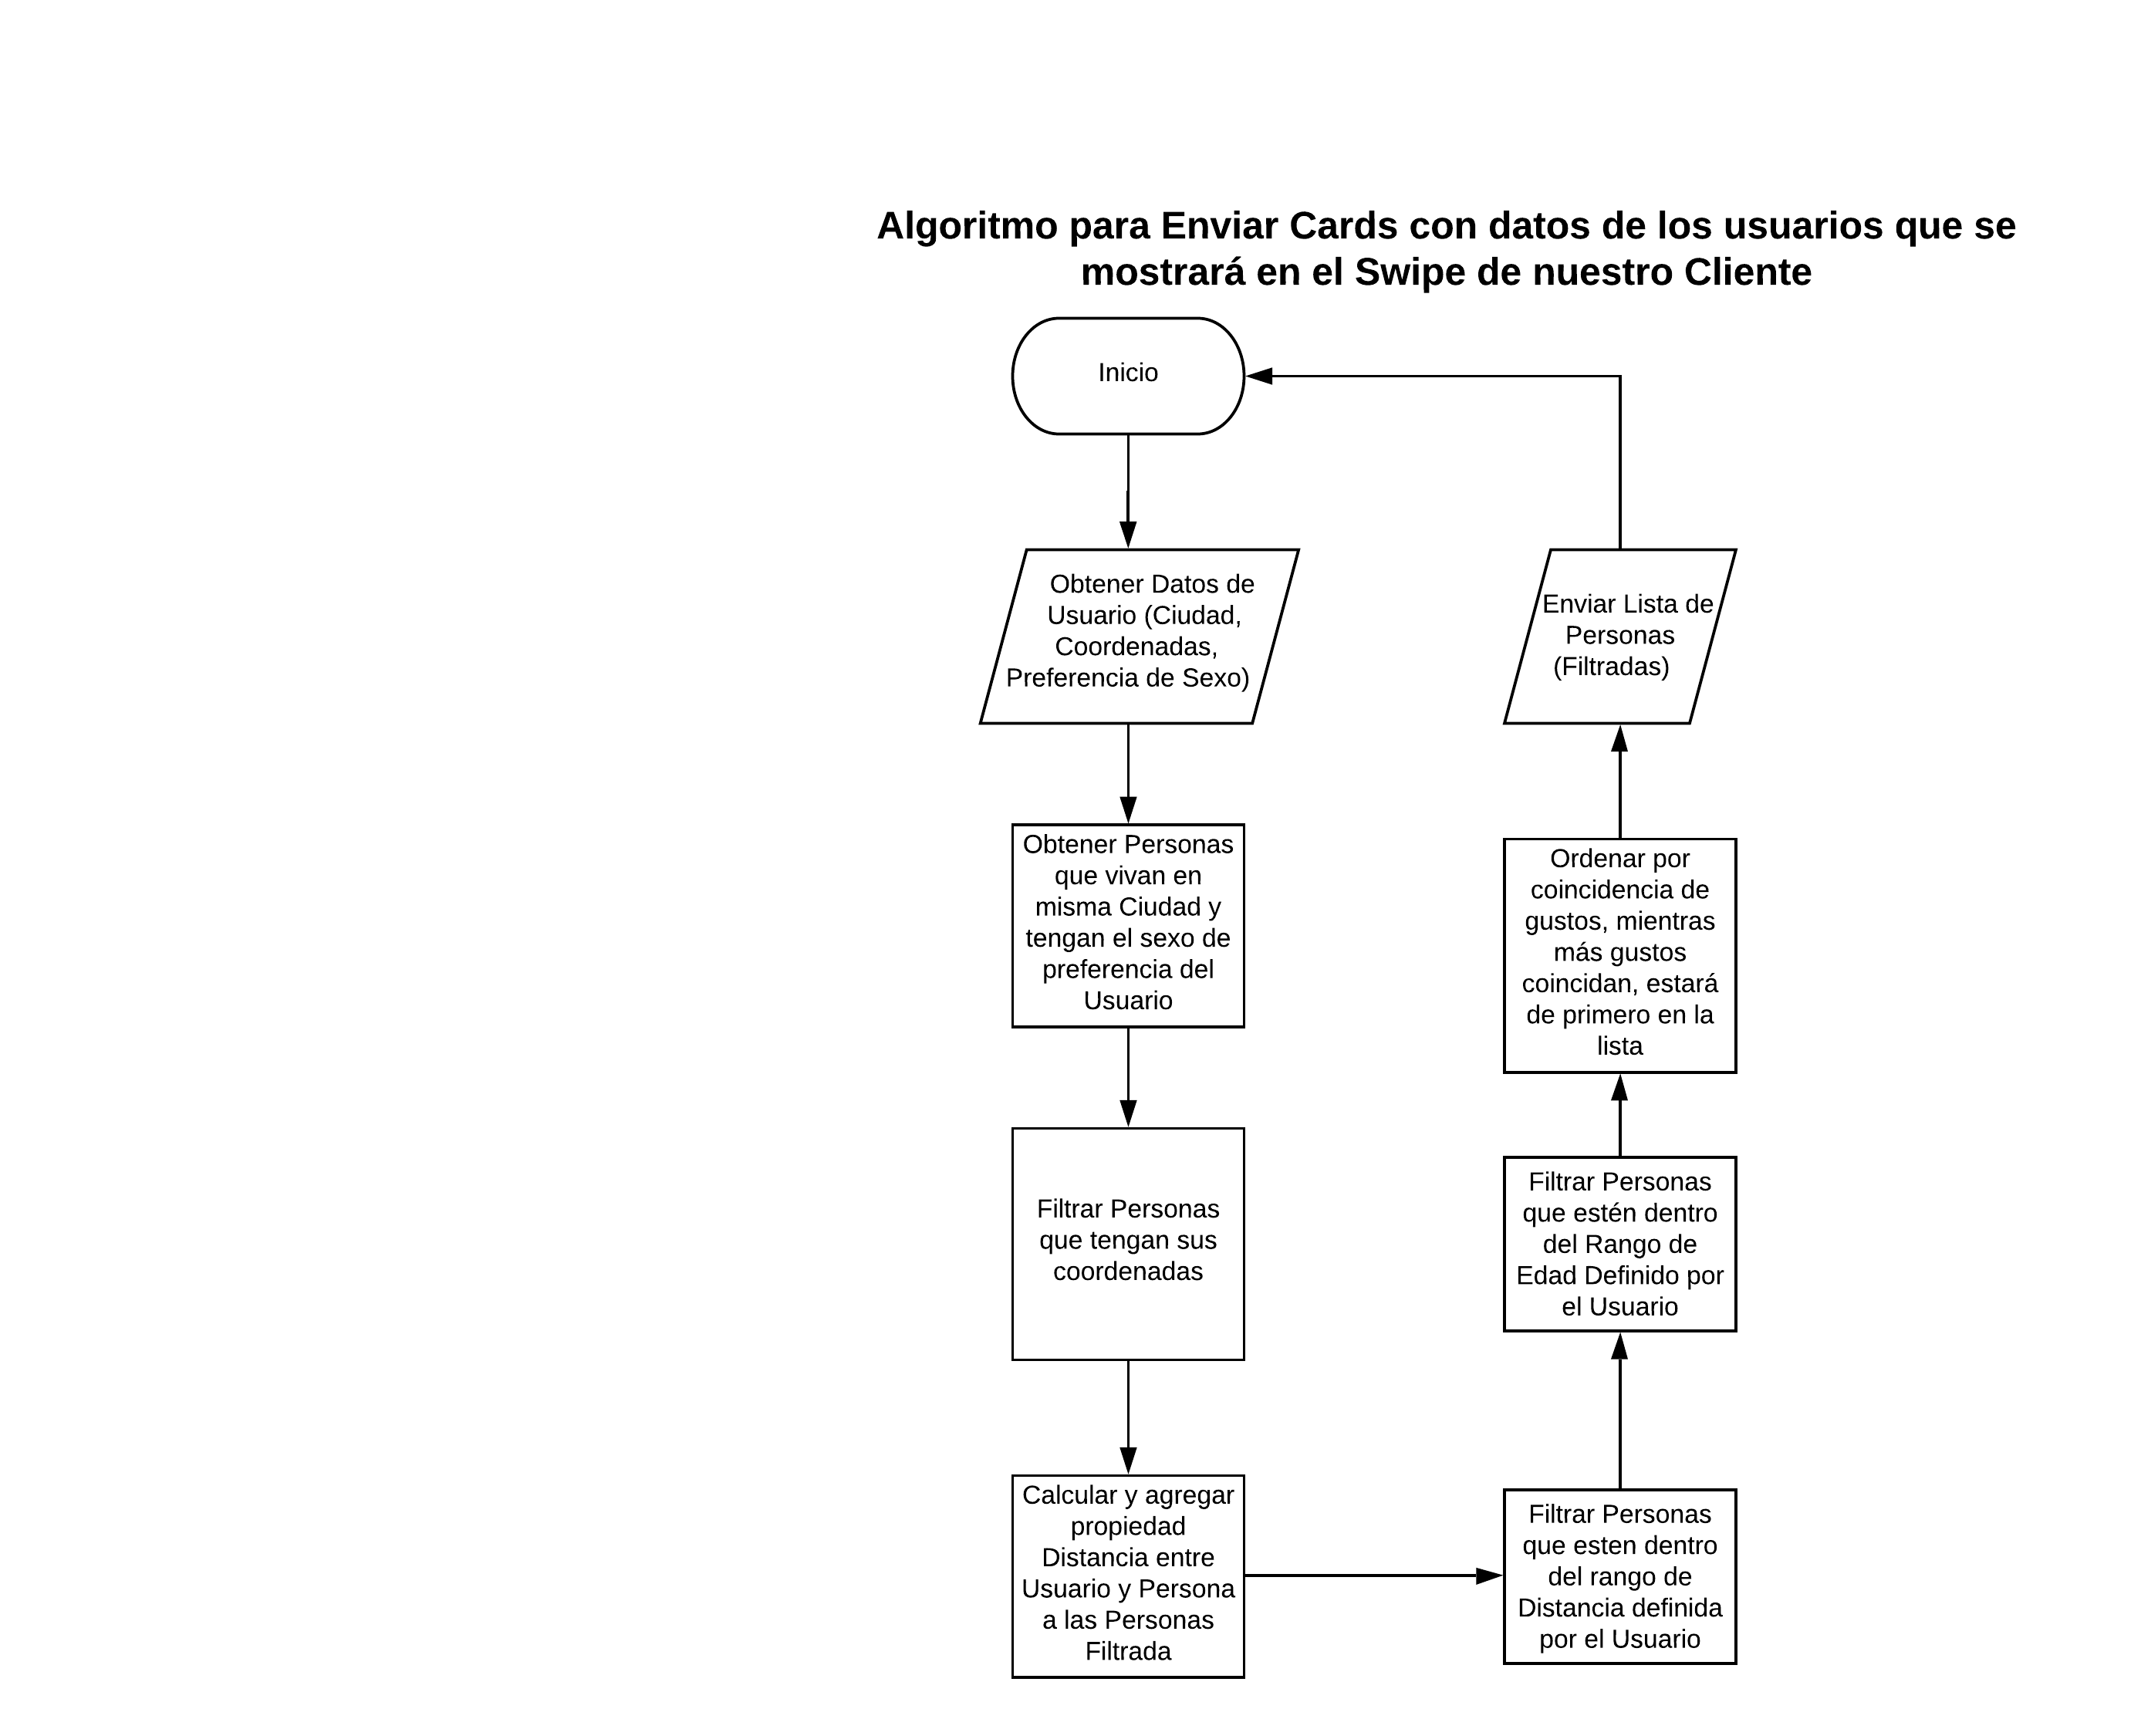 Algoritmo para Enviar Cards con datos de los usuarios que se
mostrará en el Swipe de nuestro Cliente
Inicio
Obtener Datos de
Usuario (Ciudad,
Coordenadas,
Preferencia de Sexo)
Obtener Personas
que vivan en
misma Ciudad y
tengan el sexo de
preferencia del
Usuario
Filtrar Personas
que tengan sus
coordenadas
Calcular y agregar
propiedad
Distancia entre
Usuario y Persona
a las Personas
Filtrada
Filtrar Personas
que esten dentro
del rango de
Distancia definida
por el Usuario
Filtrar Personas
que estén dentro
del Rango de
Edad Definido por
el Usuario
Ordenar por
coincidencia de
gustos, mientras
más gustos
coincidan, estará
de primero en la
lista
Enviar Lista de
Personas
(Filtradas)